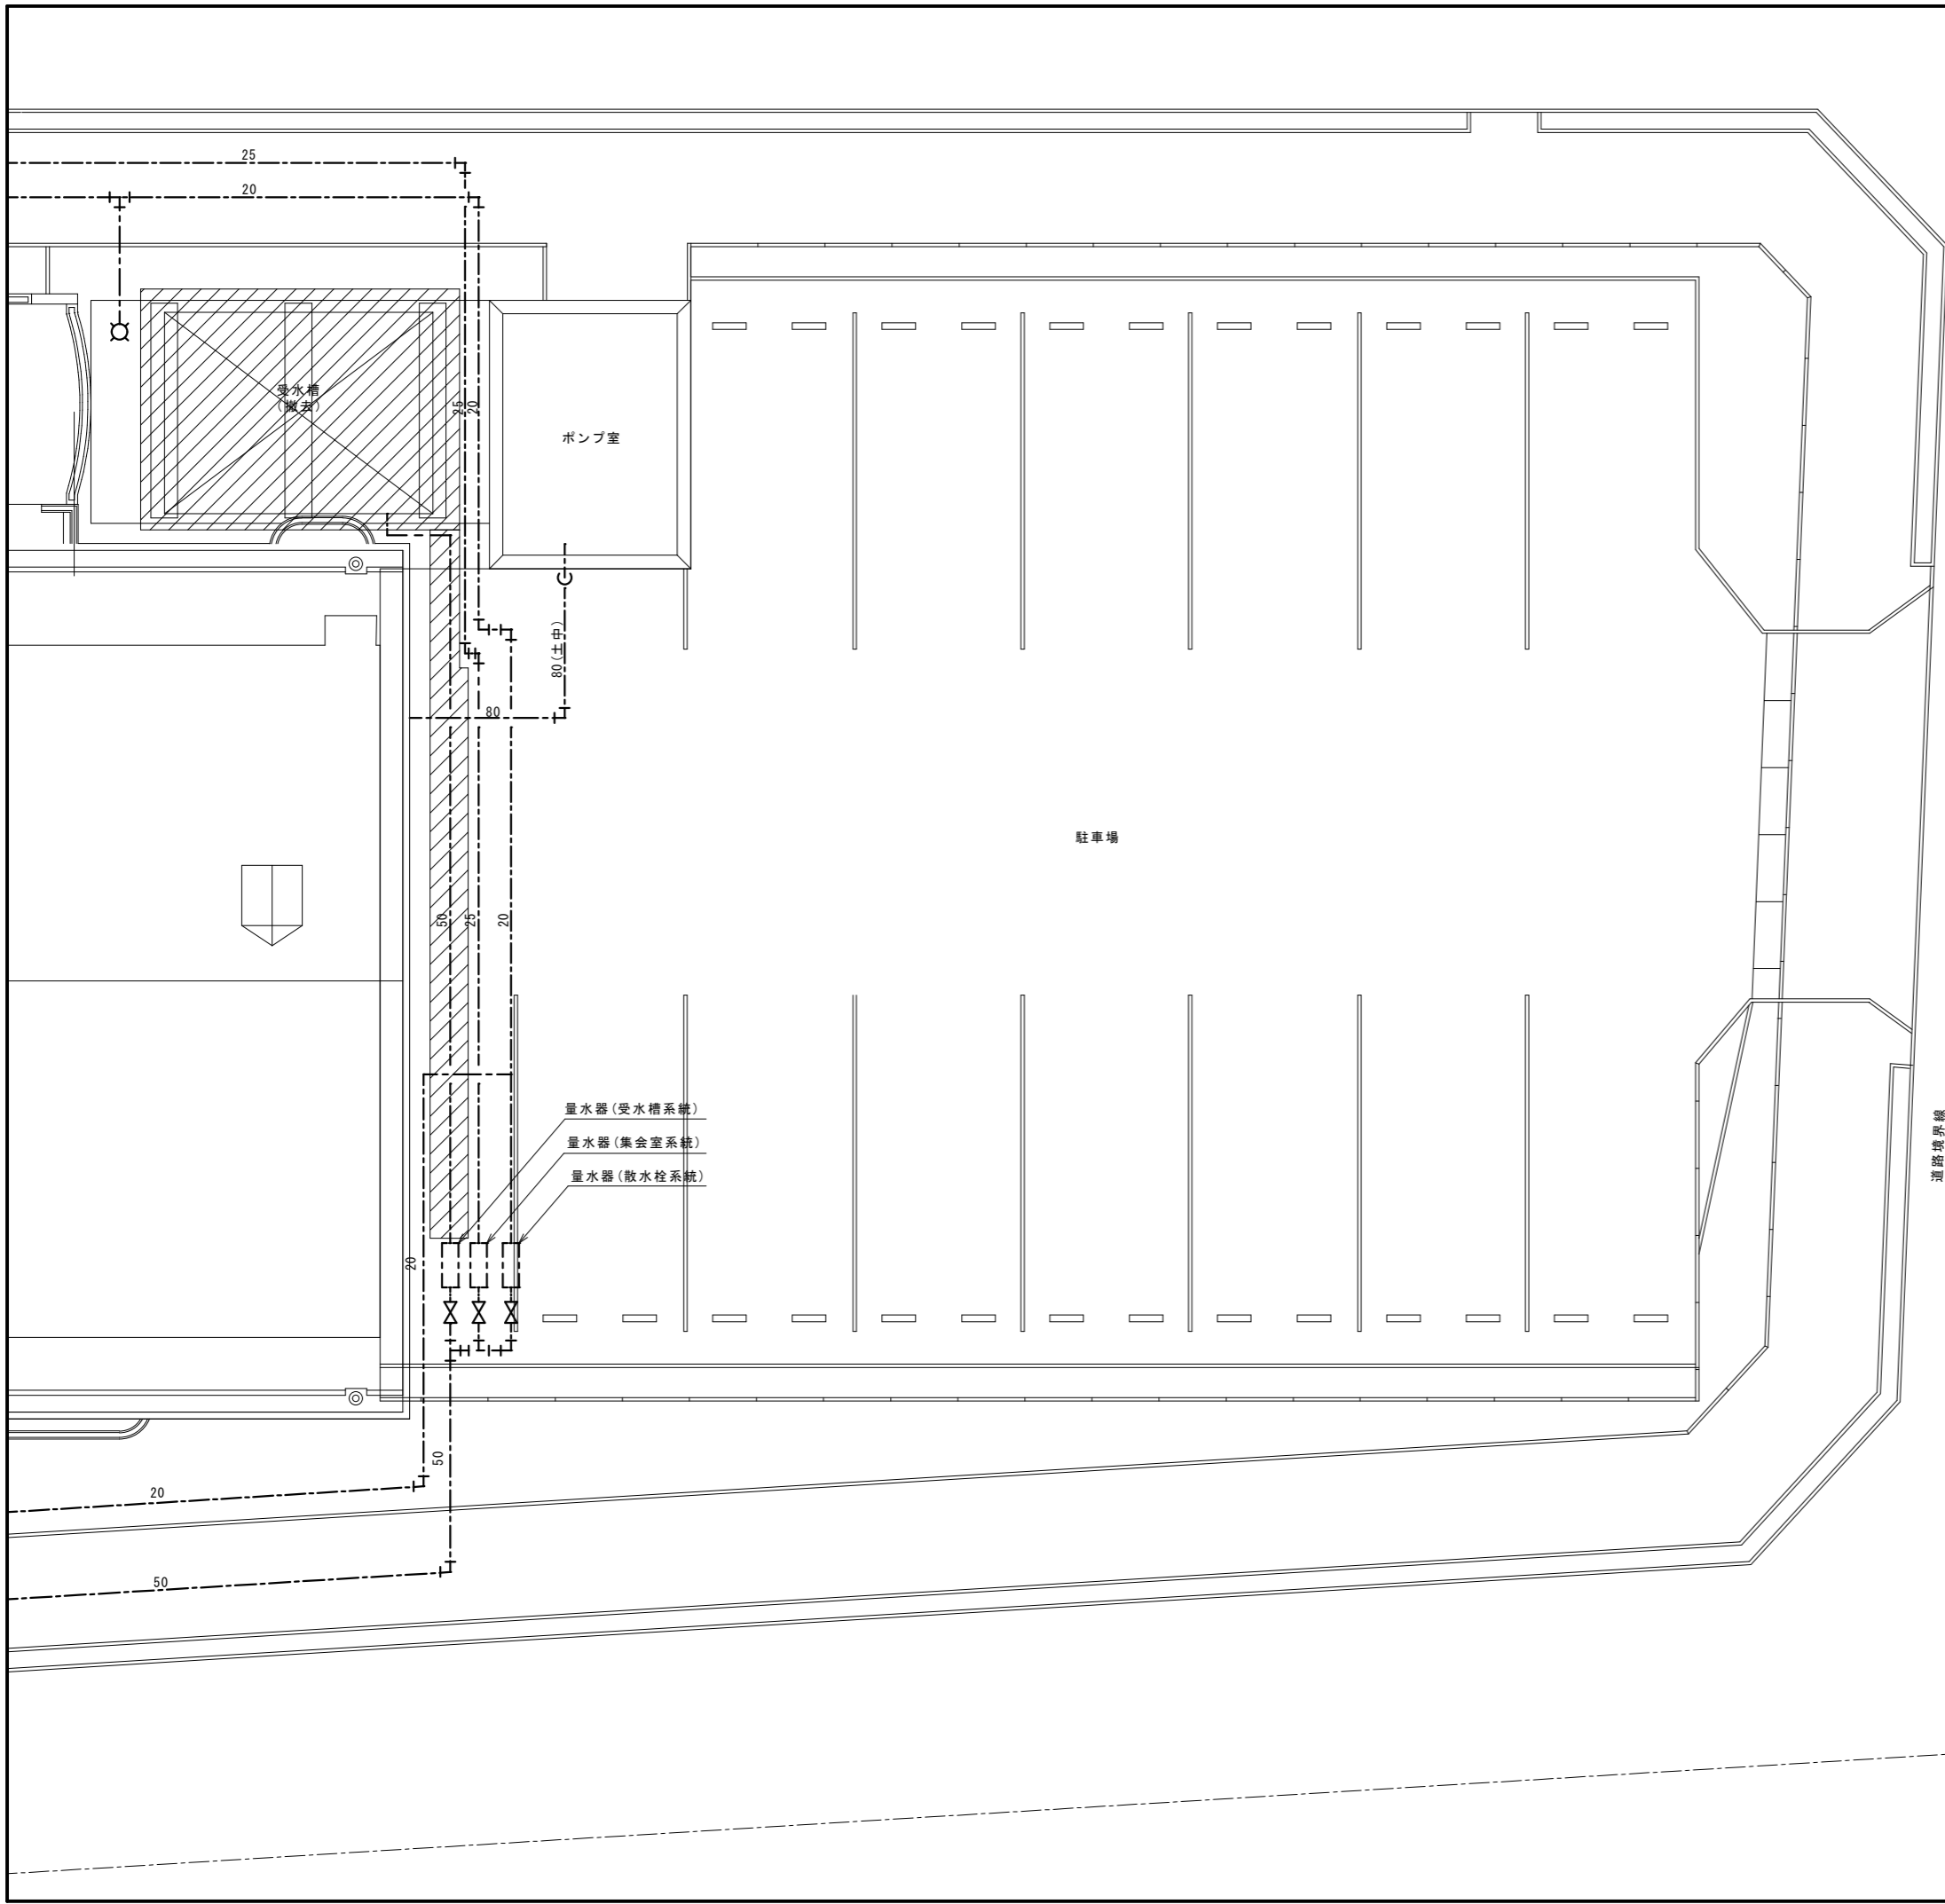 25
20
受水槽
(撤去)
25
20
ポンプ室
80(土中)
80
駐車場
50
25
20
量水器(受水槽系統)
量水器(集会室系統)
量水器(散水栓系統)
道路境界線
20
50
20
50